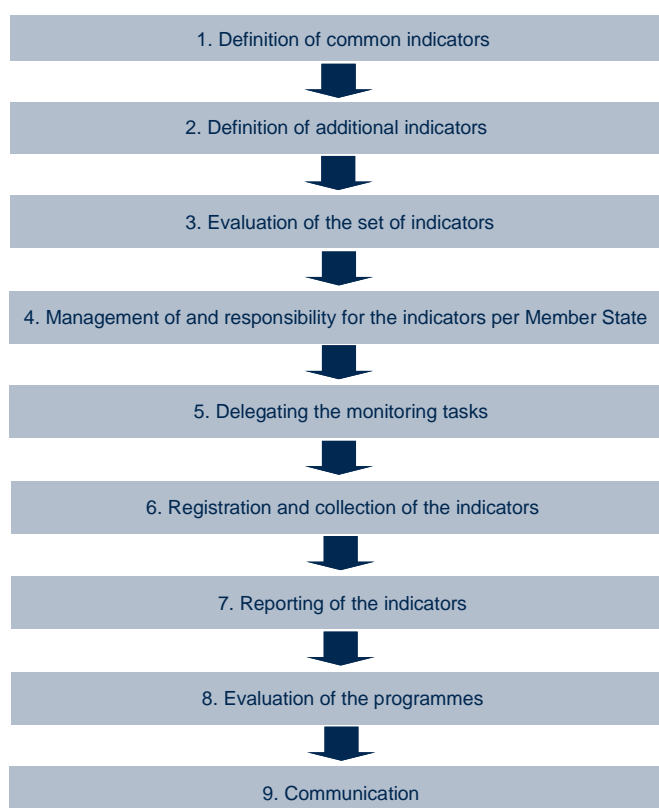 1. Definition of common indicators
2. Definition of additional indicators
3. Evaluation of the set of indicators
4. Management of and responsibility for the indicators per Member State
5. Delegating the monitoring tasks
6. Registration and collection of the indicators
7. Reporting of the indicators
8. Evaluation of the programmes
9. Communication